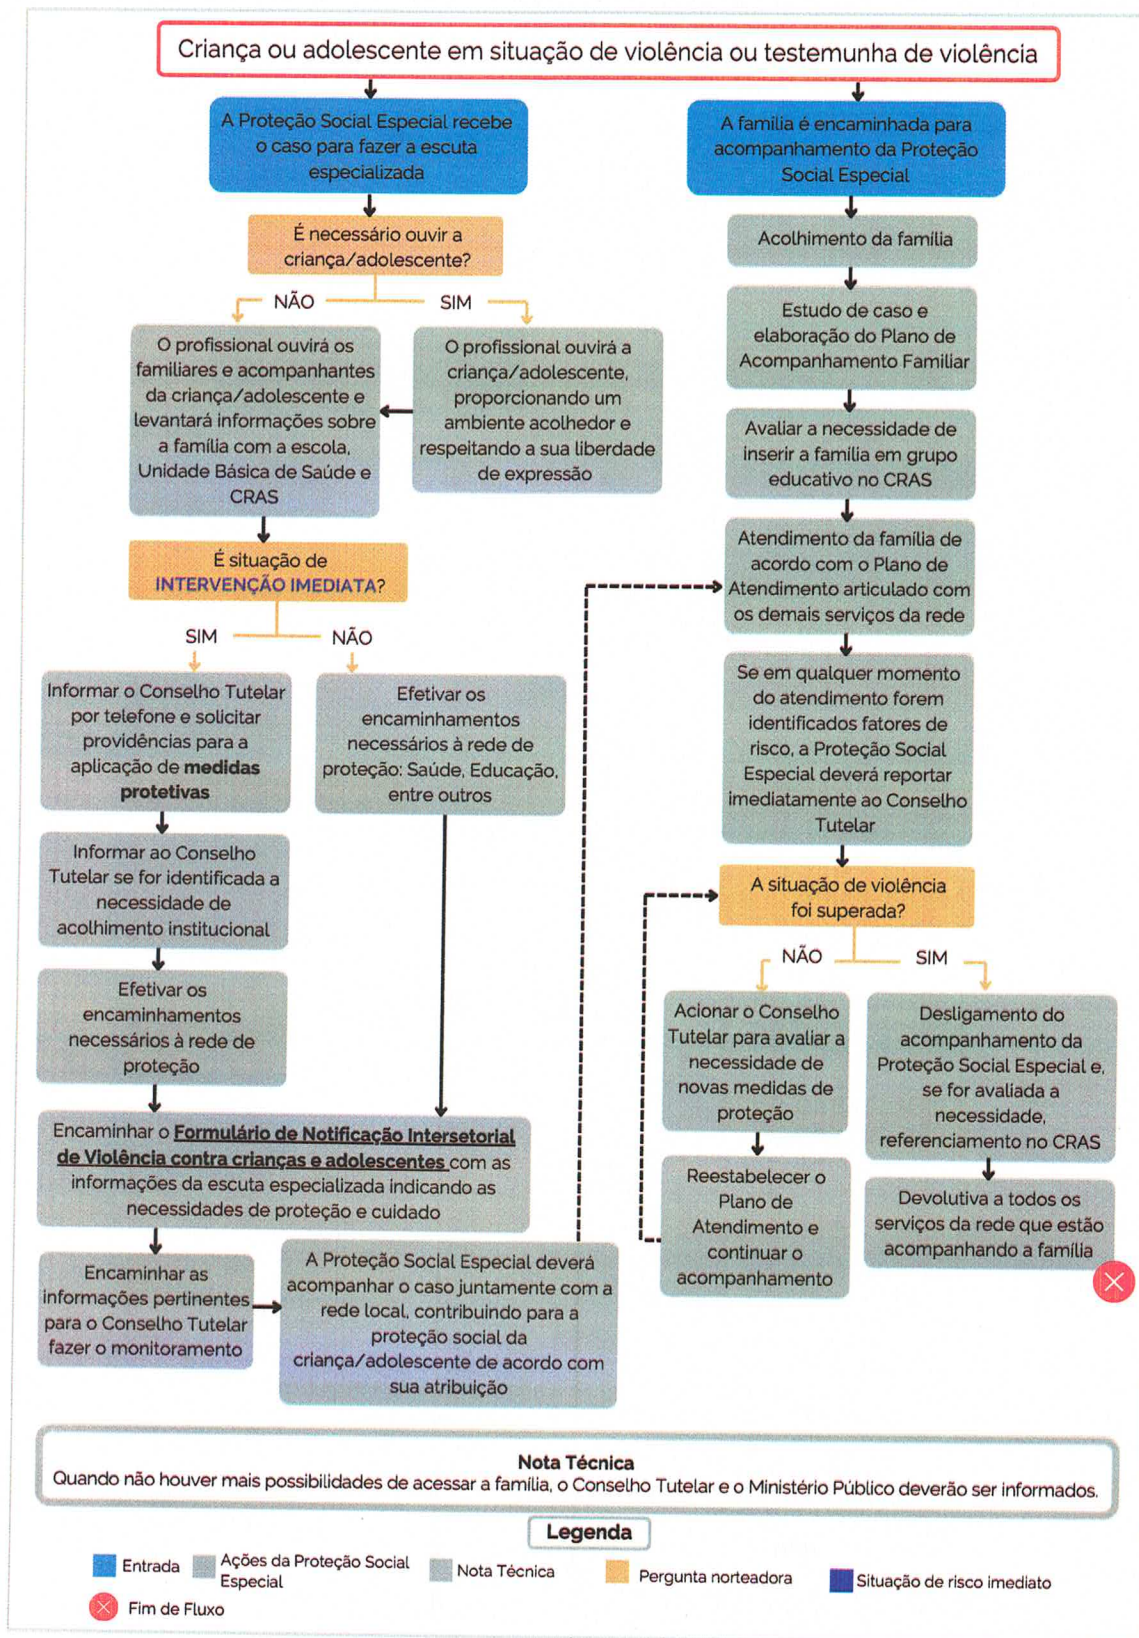 Criança ou adolescente em situação de violência ou testemunha de violência
A Proteção Social Especial recebe
o caso para fazer a escuta
especializada
É necessário ouvir a
criança/adolescente?
NÃO
SIM
O profissional ouvirá os
familiares e acompanhantes
da criança/adolescente e
levantará informações sobre
a família com a escola,
Unidade Básica de Saúde e
CRAS
O profissional ouvirá a
criança/adolescente,
proporcionando um
ambiente acolhedor e
respeitando a sua liberdade
de expressão
É situação de
INTERVENÇÃO IMEDIATA?
SIM
NÃO
Informar o Conselho Tutelar
por telefone e solicitar
providências para a
aplicação de medidas
protetivas
Efetivar os
encaminhamentos
necessários à rede de
proteção: Saúde, Educação,
entre outros
Informar ao Conselho
Tutelar se for identificada a
necessidade de
acolhimento institucional
Efetivar os
encaminhamentos
necessários à rede de
proteção
Encaminhar o Formulário de Notificação Intersetorial
de Violência contra crianças e adolescentes com as
informações da escuta especializada indicando as
necessidades de proteção e cuidado
Encaminhar as
informações pertinentes
para o Conselho Tutelar
fazer o monitoramento
A Proteção Social Especial deverá
acompanhar o caso juntamente com a
rede local, contribuindo para a
proteção social da
criança/adolescente de acordo com
sua atribuição
A família é encaminhada para
acompanhamento da Proteção
Social Especial
Acolhimento da família
Estudo de caso e
elaboração do Plano de
Acompanhamento Familiar
Avaliar a necessidade de
inserir a família em grupo
educativo no CRAS
Atendimento da família de
acordo com o Plano de
Atendimento articulado com
os demais serviços da rede
Se em qualquer momento
do atendimento forem
identificados fatores de
risco, a Proteção Social
Especial deverá reportar
imediatamente ao Conselho
Tutelar
A situação de violência
foi superada?
NÃO
SIM
Acionar o Conselho
Tutelar para avaliar a
necessidade de
novas medidas de
proteção
Reestabelecer o
Plano de
Atendimento e
continuar o
acompanhamento
Desligamento do
acompanhamento da
Proteção Social Especial e,
se for avaliada a
necessidade,
referenciamento no CRAS
Devolutiva a todos os
serviços da rede que estão
acompanhando a família
Nota Técnica
Quando não houver mais possibilidades de acessar a família, o Conselho Tutelar e o Ministério Público deverão ser informados.
Legenda
Entrada
Ações da Proteção Social
Especial
Nota Técnica
Pergunta norteadora
Situação de risco imediato
Fim de Fluxo